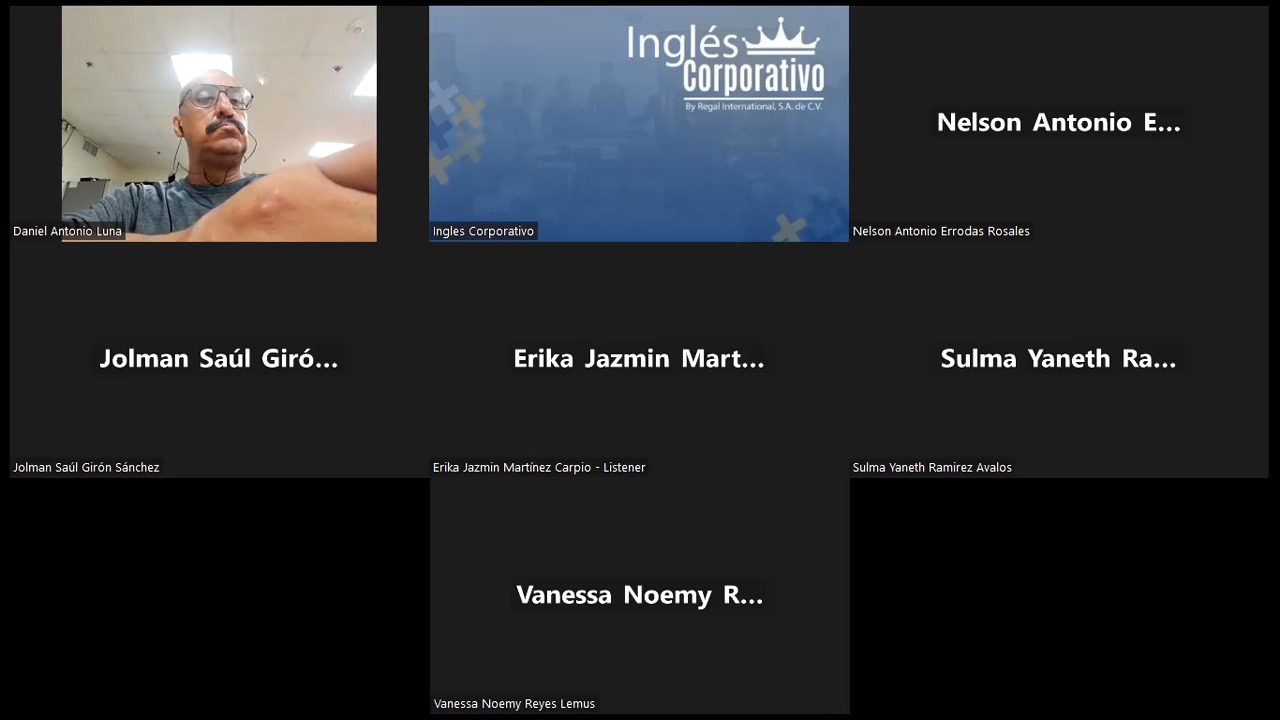 Inglés
Corporativo
By Regal International, S.A. de C.V.
Nelson Antonio E...
Daniel Antonio Luna
Ingles Corporativo
Nelson Antonio Errodas Rosales
Jolman Saúl Giró...
Erika Jazmin Mart...
Sulma Yaneth Ra...
Jolman Saúl Girón Sánchez
Erika Jazmin Martínez Carpio - Listener
Sulma Yaneth Ramirez Avalos
Vanessa Noemy R...
Vanessa Noemy Reyes Lemus